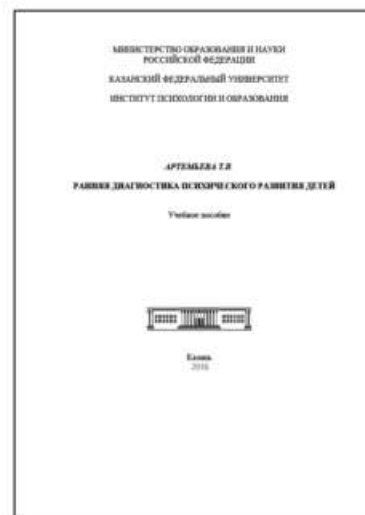 МИНИСТЕРСТВО ОБРАЗОВАНИЯ И НАУКИ
РОССИЙСКОЙ ФЕДЕРАЦИИ
КАЗАНСКИЙ ФЕДЕРАЛЬНЫЙ УНИВЕРСИТЕТ
ИНСТИТУТ ПСИХОЛОГИИ И ОБРАЗОВАНИЯ
АРТЕМЬЕВА Т.В
РАННЯЯ ДИАГНОСТИКА ПСИХИЧЕСКОГО РАЗВИТИЯ ДЕТЕЙ
Учебное пособие
Казань
2016